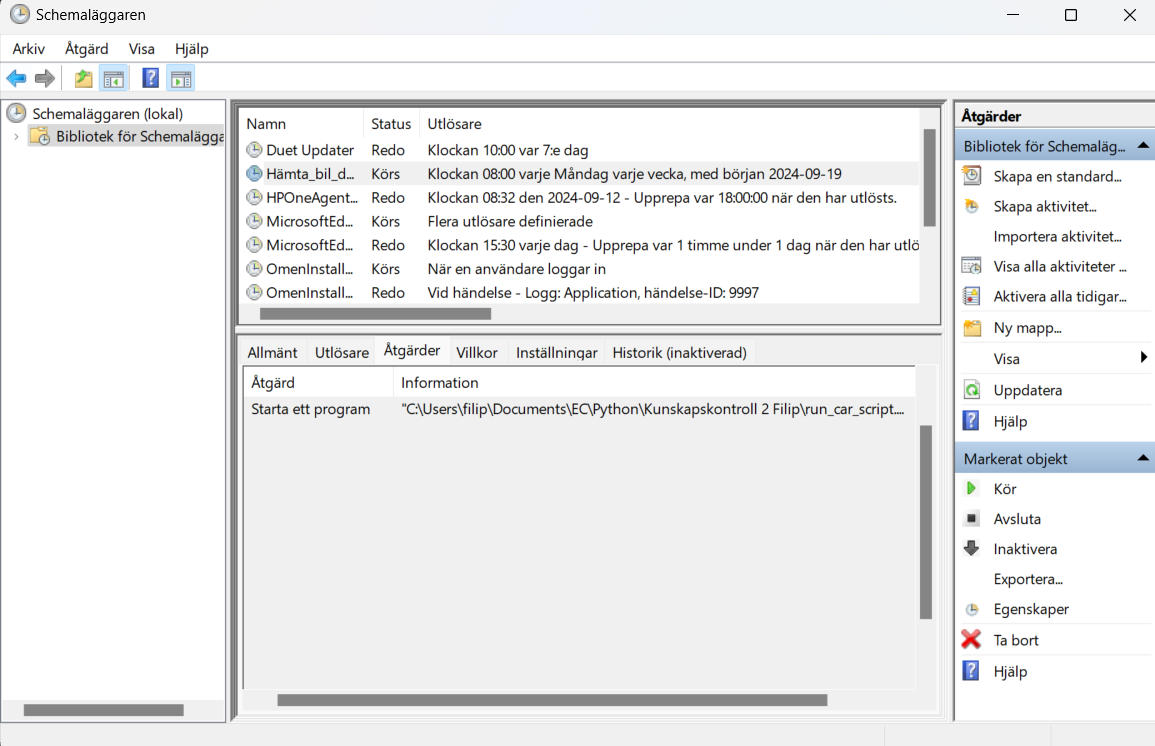 Schemaläggaren
Arkiv Åtgärd Visa Hjälp
Schemaläggaren (lokal)
Bibliotek för Schemalägga
Namn Status Utlösare
Duet Updater Redo Klockan 10:00 var 7:e dag
Hämta_bil_d... Körs Klockan 08:00 varje Måndag varje vecka, med början 2024-09-19
HPOneAgent... Redo Klockan 08:32 den 2024-09-12 - Upprepa var 18:00:00 när den har utlösts.
MicrosoftEd... Körs Flera utlösare definierade
MicrosoftEd... Redo Klockan 15:30 varje dag - Upprepa var 1 timme under 1 dag när den har utlö
OmenInstall... Körs När en användare loggar in
OmenInstall... Redo Vid händelse - Logg: Application, händelse-ID: 9997
Allmänt Utlösare Åtgärder Villkor Inställningar Historik (inaktiverad)
Åtgärd Information
Starta ett program "C:\Users\filip\Documents\EC\Python\Kunskapskontroll 2 Filip\run_car_script....
Åtgärder
Bibliotek för Schemaläg...
Skapa en standard...
Skapa aktivitet...
Importera aktivitet...
Visa alla aktiviteter ...
Aktivera alla tidigar...
Ny mapp...
Visa
Uppdatera
Hjälp
Markerat objekt
Kör
Avsluta
Inaktivera
Exportera...
Egenskaper
Ta bort
Hjälp